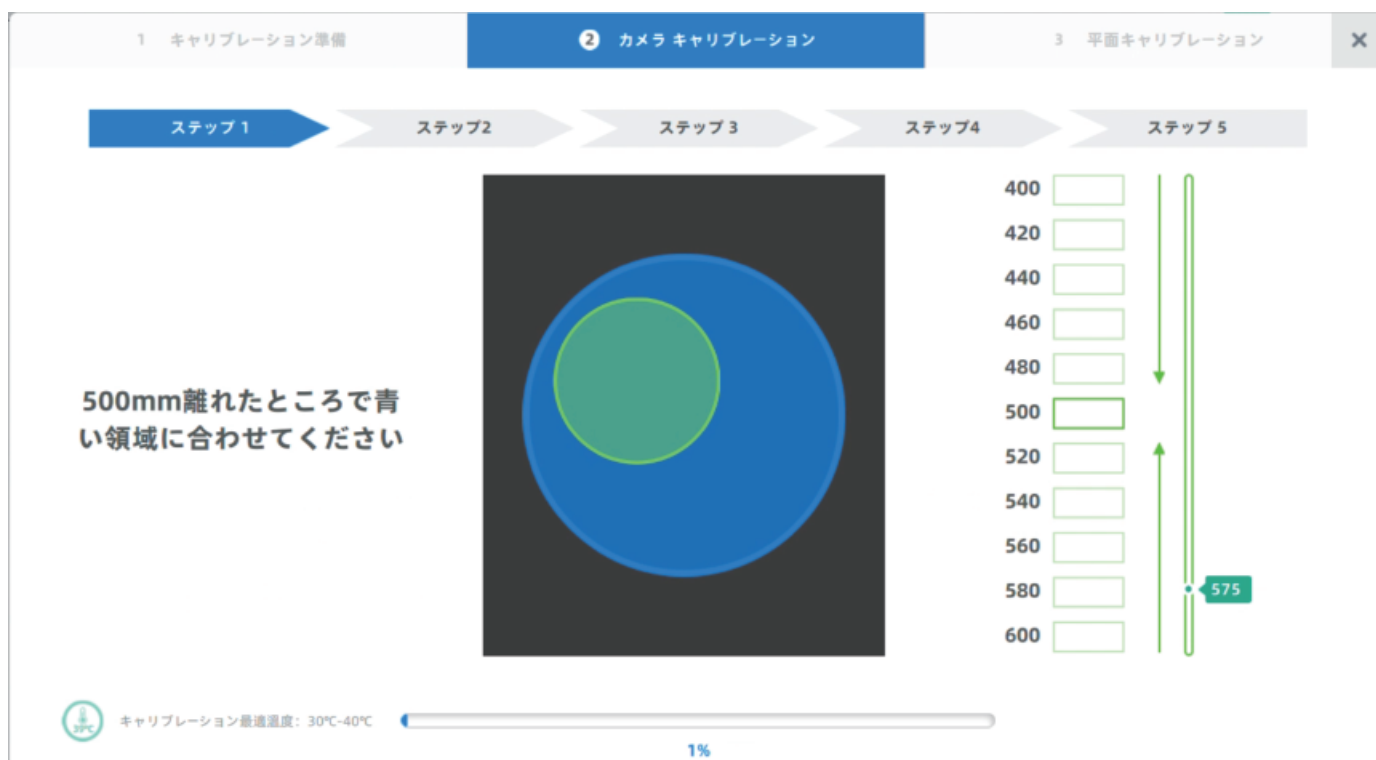 1 キャリブレーション準備
2 カメラ キャリブレーション
3 平面キャリブレーション
×
ステップ 1
ステップ2
ステップ 3
ステップ4
ステップ 5
500mm離れたところで青
い領域に合わせてください
400
420
440
460
480
500
520
540
560
580
600
575
39℃
キャリブレーション最適温度: 30℃-40℃
1%